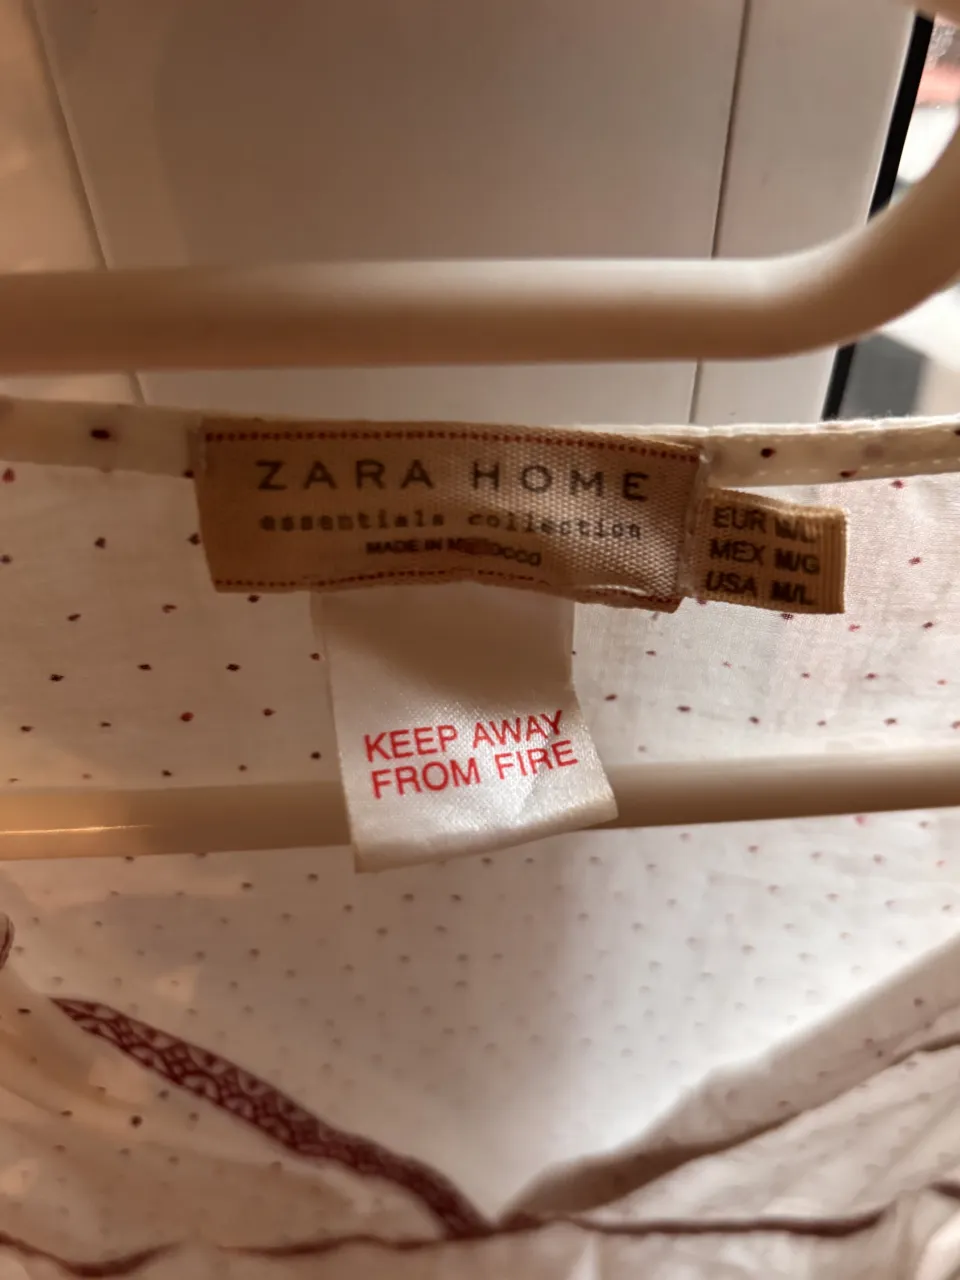 ZARA HOME
essentials collection
MADE IN MOROCCO
EUR M/L
MEX M/G
USA M/L
KEEP AWAY
FROM FIRE